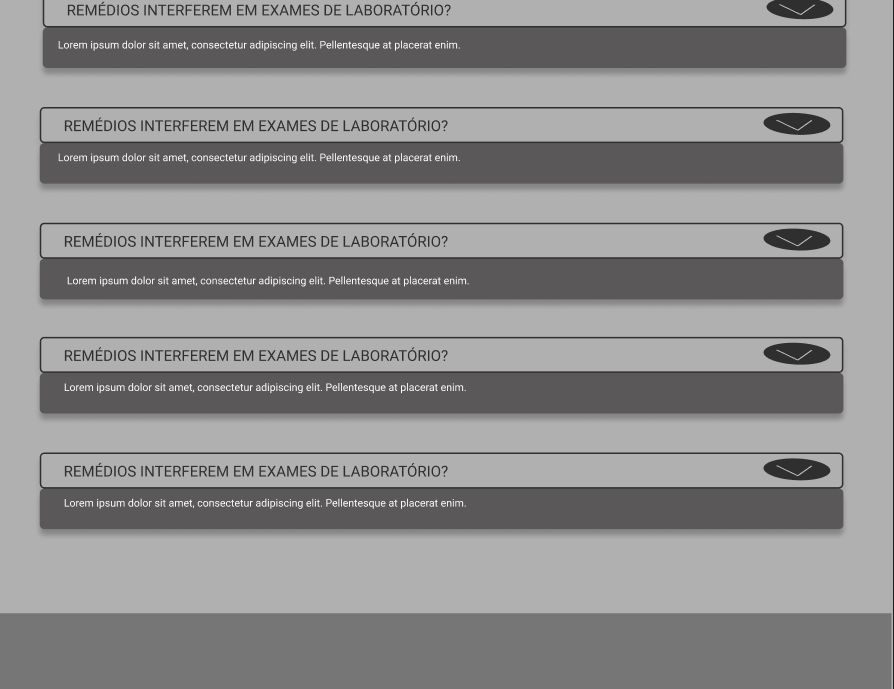 REMÉDIOS INTERFEREM EM EXAMES DE LABORATÓRIO?
Lorem ipsum dolor sit amet, consectetur adipiscing elit. Pellentesque at placerat enim.
REMÉDIOS INTERFEREM EM EXAMES DE LABORATÓRIO?
Lorem ipsum dolor sit amet, consectetur adipiscing elit. Pellentesque at placerat enim.
REMÉDIOS INTERFEREM EM EXAMES DE LABORATÓRIO?
Lorem ipsum dolor sit amet, consectetur adipiscing elit. Pellentesque at placerat enim.
REMÉDIOS INTERFEREM EM EXAMES DE LABORATÓRIO?
Lorem ipsum dolor sit amet, consectetur adipiscing elit. Pellentesque at placerat enim.
REMÉDIOS INTERFEREM EM EXAMES DE LABORATÓRIO?
Lorem ipsum dolor sit amet, consectetur adipiscing elit. Pellentesque at placerat enim.